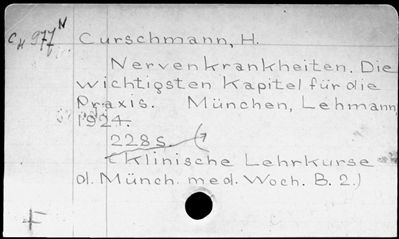 Curschmann, H.
Nervenkrankheiten. Die
wichtigsten Kapitel für die
Praxis. München, Lehmann
1924.
228 s.
(Klinische Lehrkurse
d. Münch. med. Woch. B. 2.)